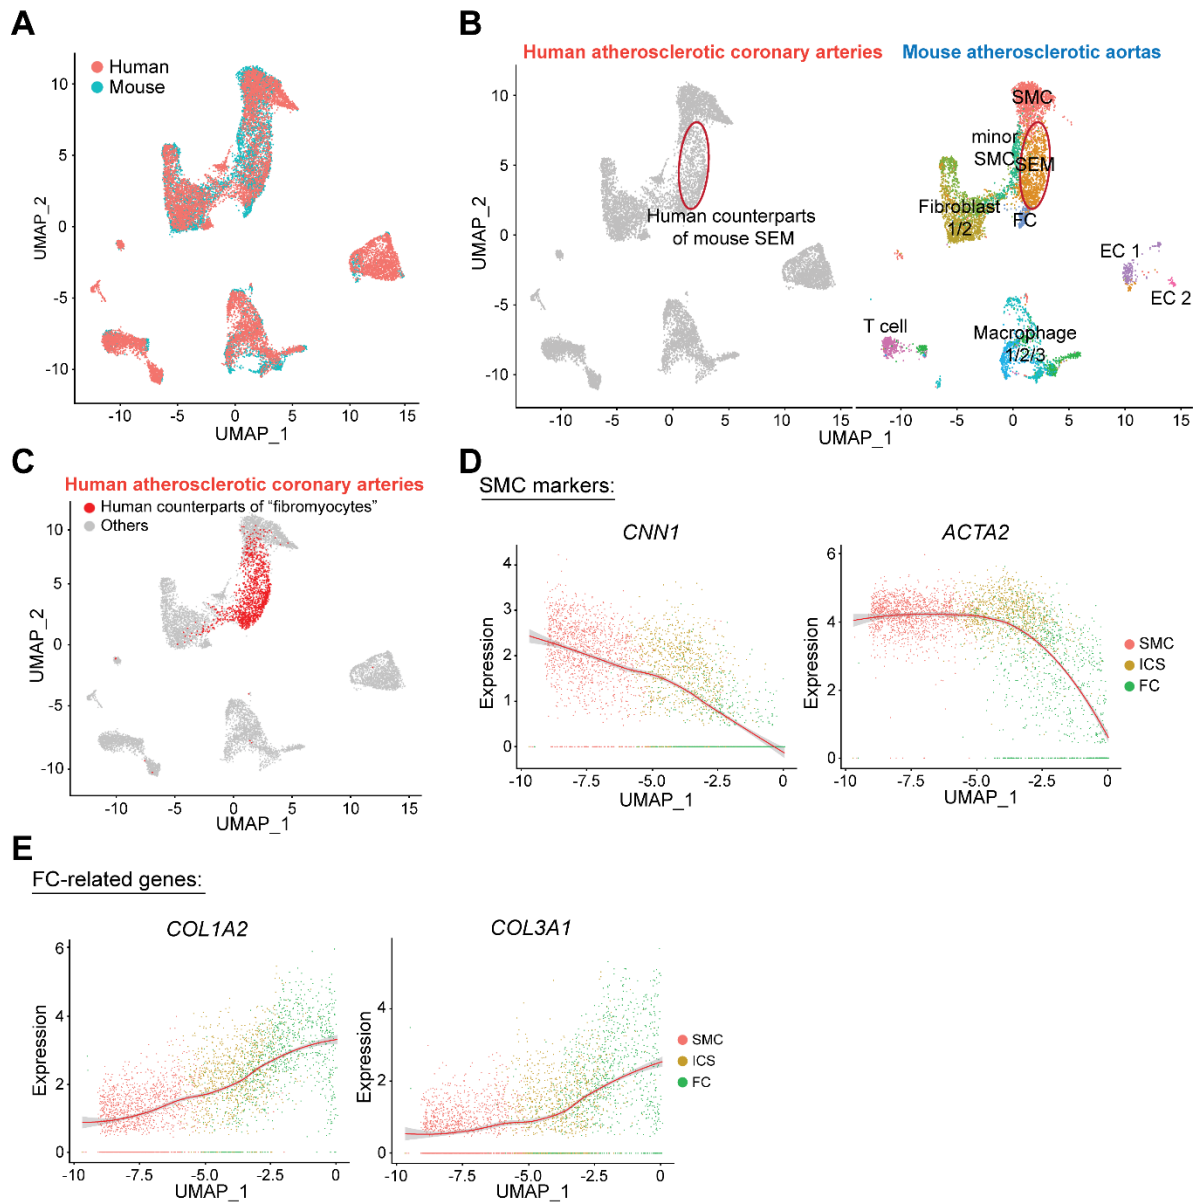 A
Human
Mouse
10
5
0
-5
-10
UMAP_2
-10
-5
0
5
10
15
UMAP_1
B
Human atherosclerotic coronary arteries
Mouse atherosclerotic aortas
10
5
0
-5
-10
UMAP_2
Human counterparts
of mouse SEM
-10
-5
0
5
10
15
SMC
minor
SMC
SEM
Fibroblast
1/2
FC
EC 1
EC 2
T cell
Macrophage
1/2/3
-10
-5
0
5
10
15
UMAP_1
C
Human atherosclerotic coronary arteries
Human counterparts of “fibromyocytes”
Others
10
5
0
-5
-10
UMAP_2
-10
-5
0
5
10
15
UMAP_1
D
SMC markers:
CNN1
4
3
2
1
0
Expression
-10
-7.5
-5.0
-2.5
0
UMAP_1
ACTA2
6
4
2
0
Expression
-10
-7.5
-5.0
-2.5
0
UMAP_1
SMC
ICS
FC
E
FC-related genes:
COL1A2
6
4
2
0
Expression
-10
-7.5
-5.0
-2.5
0
UMAP_1
COL3A1
4
2
0
Expression
-10
-7.5
-5.0
-2.5
0
UMAP_1
SMC
ICS
FC